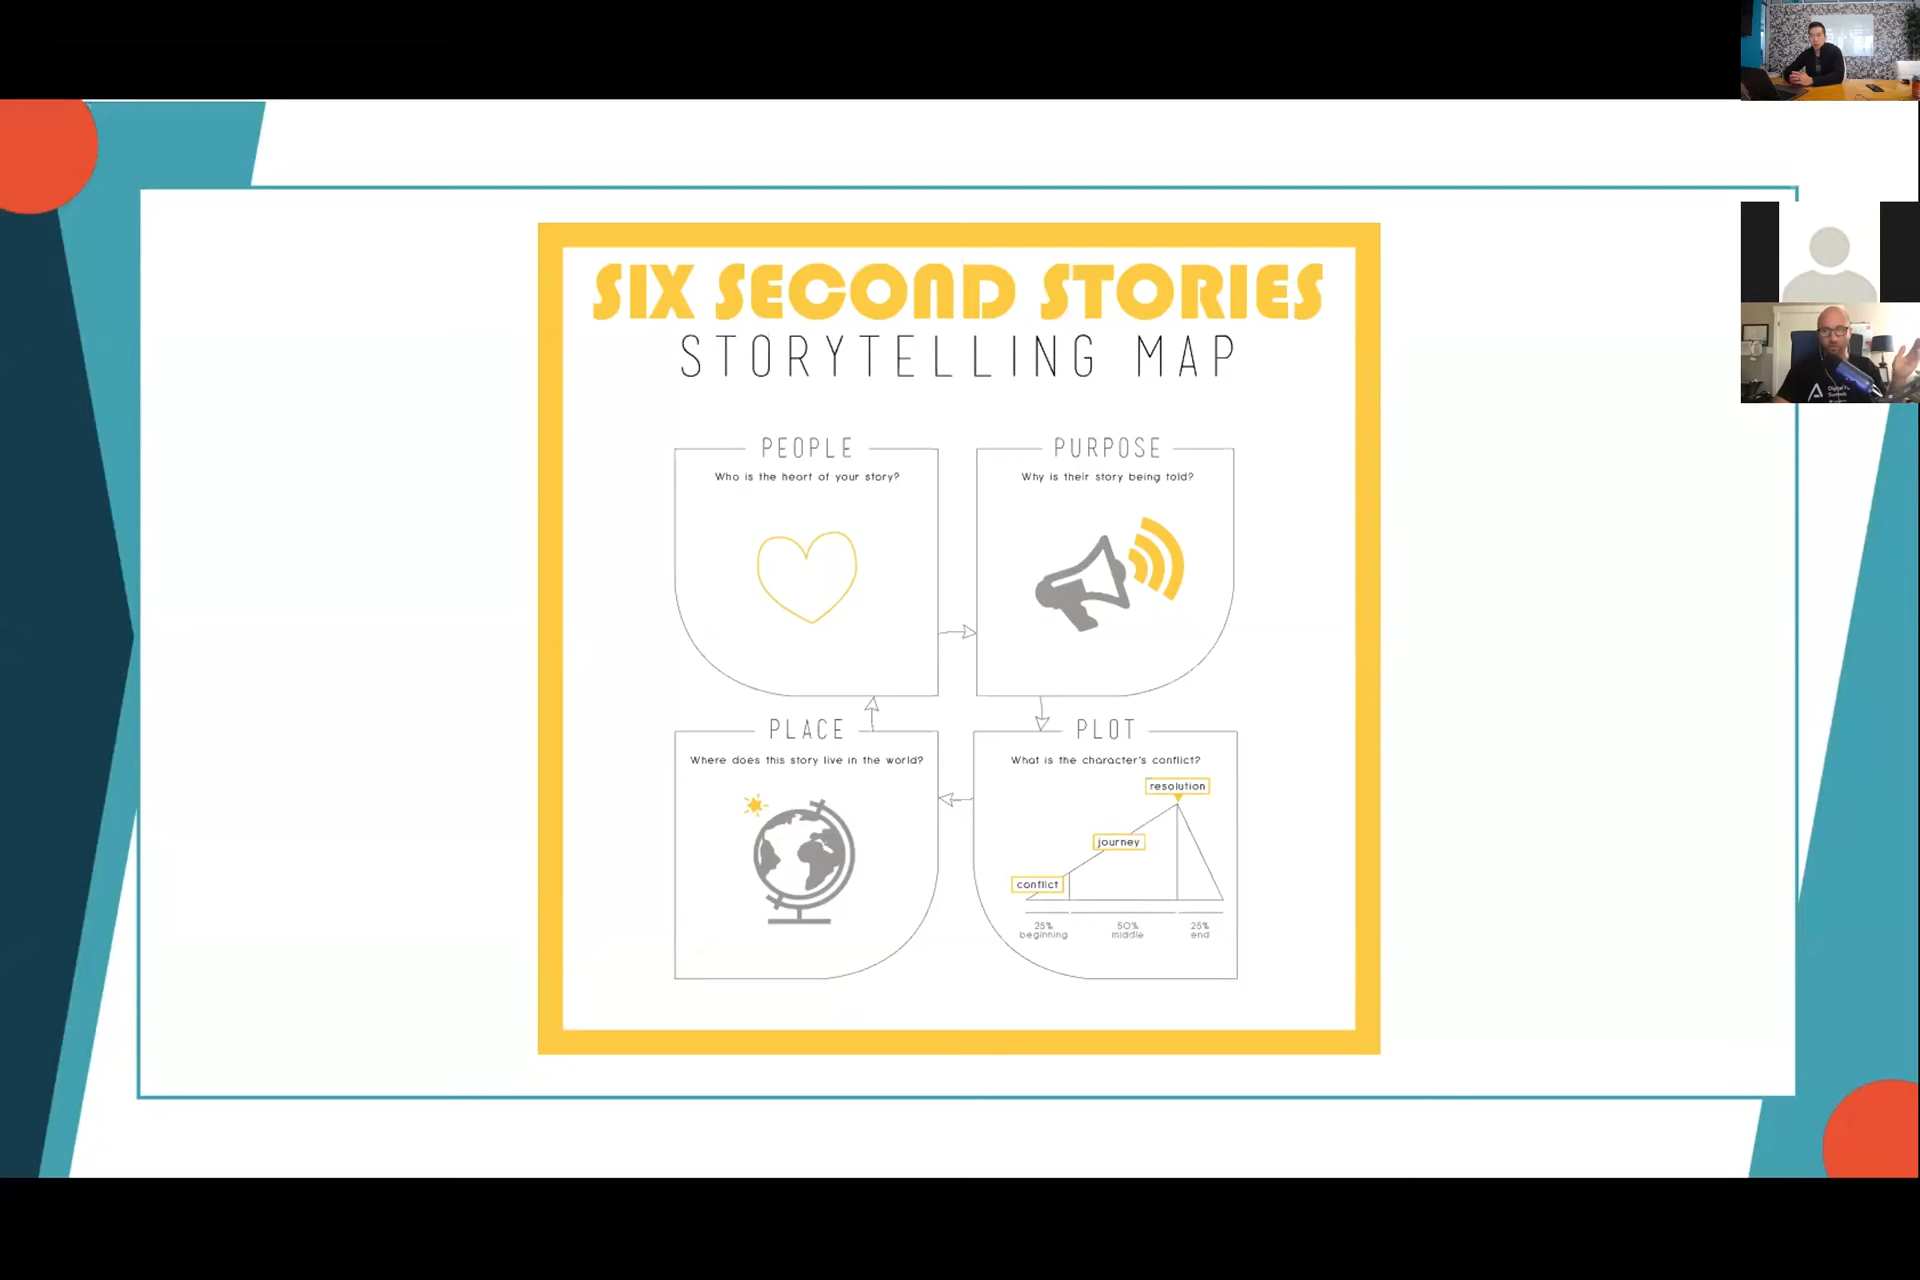 SIX SECOND STORIES
STORYTELLING MAP
PEOPLE
Who is the heart of your story?
PURPOSE
Why is their story being told?
PLACE
Where does this story live in the world?
PLOT
What is the character's conflict?
resolution
journey
conflict
25%
beginning
50%
middle
25%
end